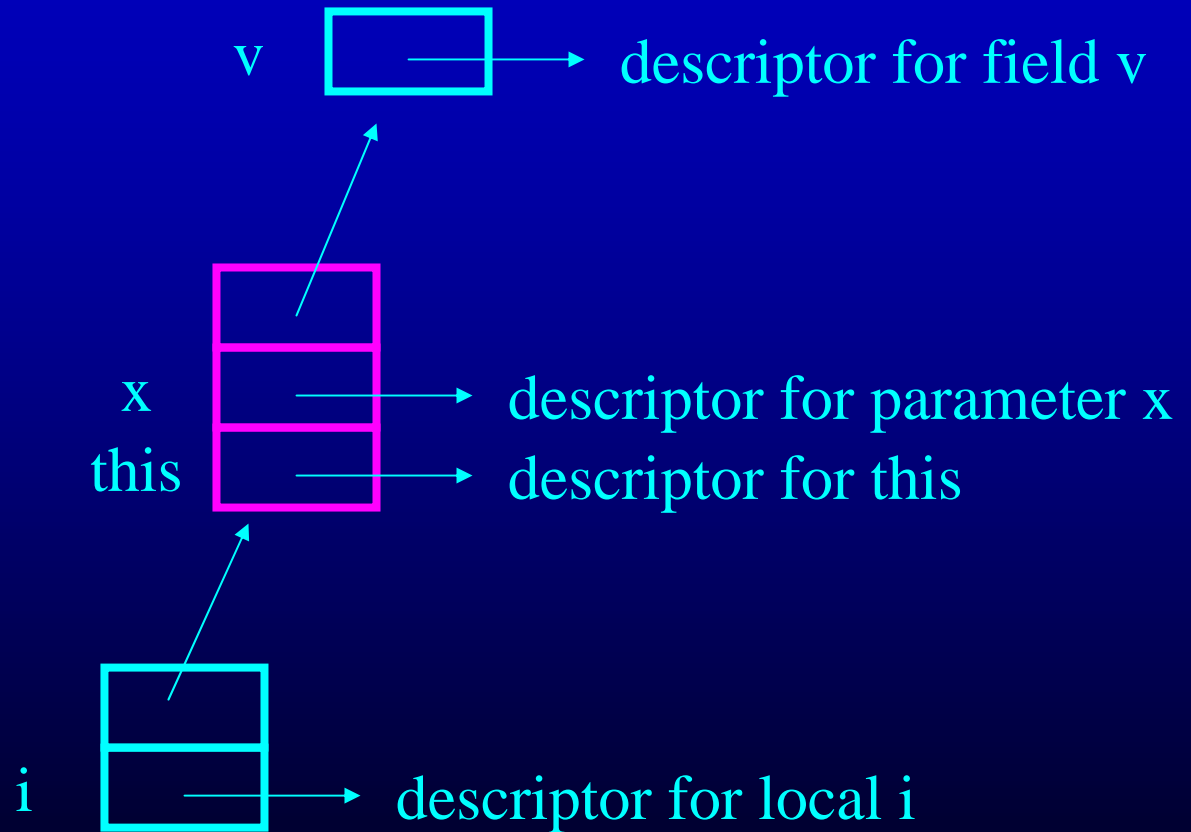 v descriptor for field v
x descriptor for parameter x
this descriptor for this
i descriptor for local i